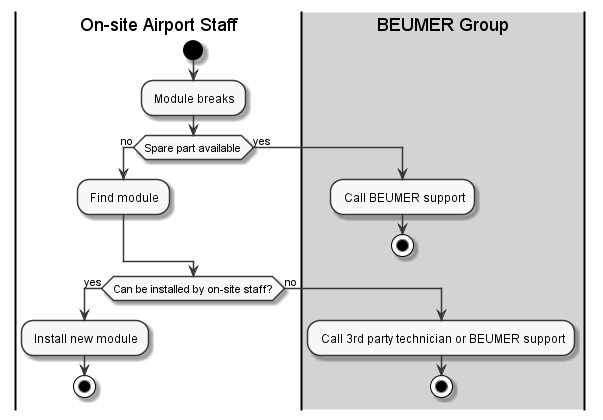 On-site Airport Staff
BEUMER Group
Module breaks
no
Spare part available
yes
Find module
Call BEUMER support
yes
Can be installed by on-site staff?
no
Install new module
Call 3rd party technician or BEUMER support